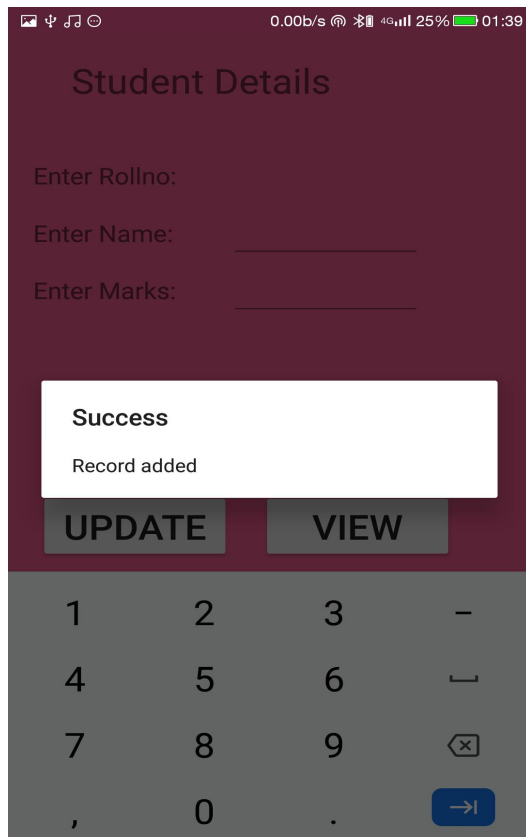 0.00b/s 4G 25% 01:39
Student Details
Enter Rollno:
Enter Name:
Enter Marks:
Success
Record added
UPDATE VIEW
1 2 3 -
4 5 6
7 8 9
, 0 .